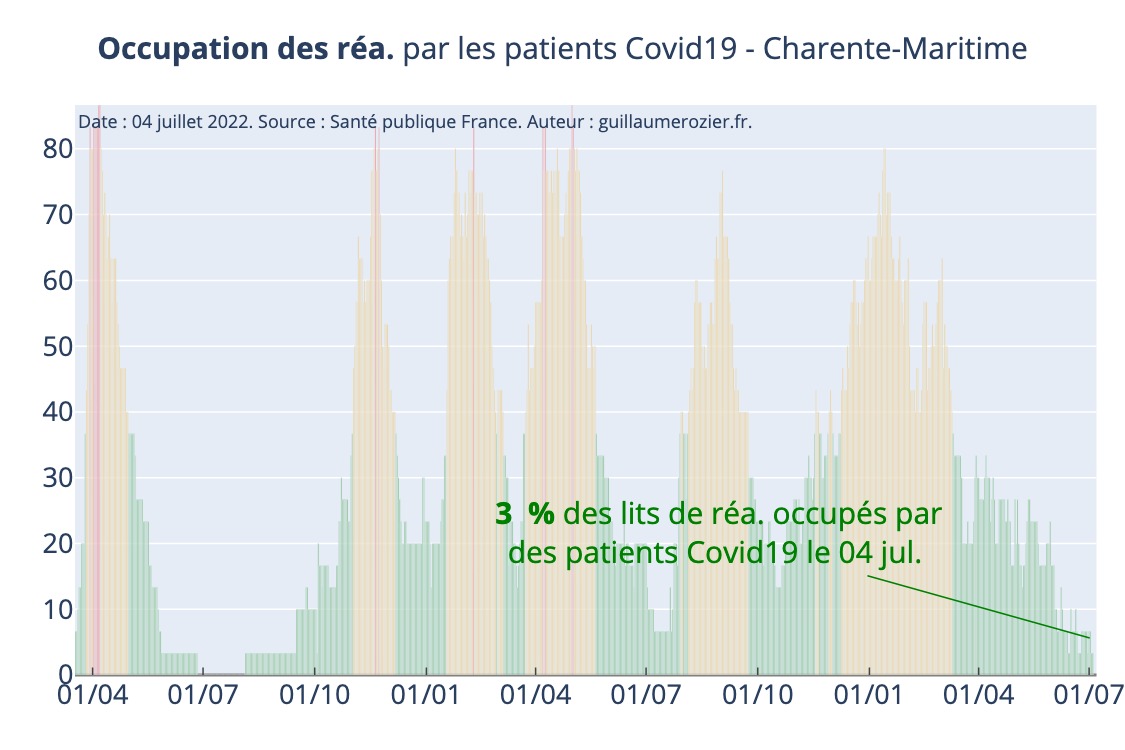 Occupation des réa. par les patients Covid19 - Charente-Maritime
Date : 04 juillet 2022. Source : Santé publique France. Auteur : guillaumerozier.fr.
80
70
60
50
40
30
20
10
0
3 % des lits de réa. occupés par
des patients Covid19 le 04 jul.
01/04 01/07 01/10 01/01 01/04 01/07 01/10 01/01 01/04 01/07